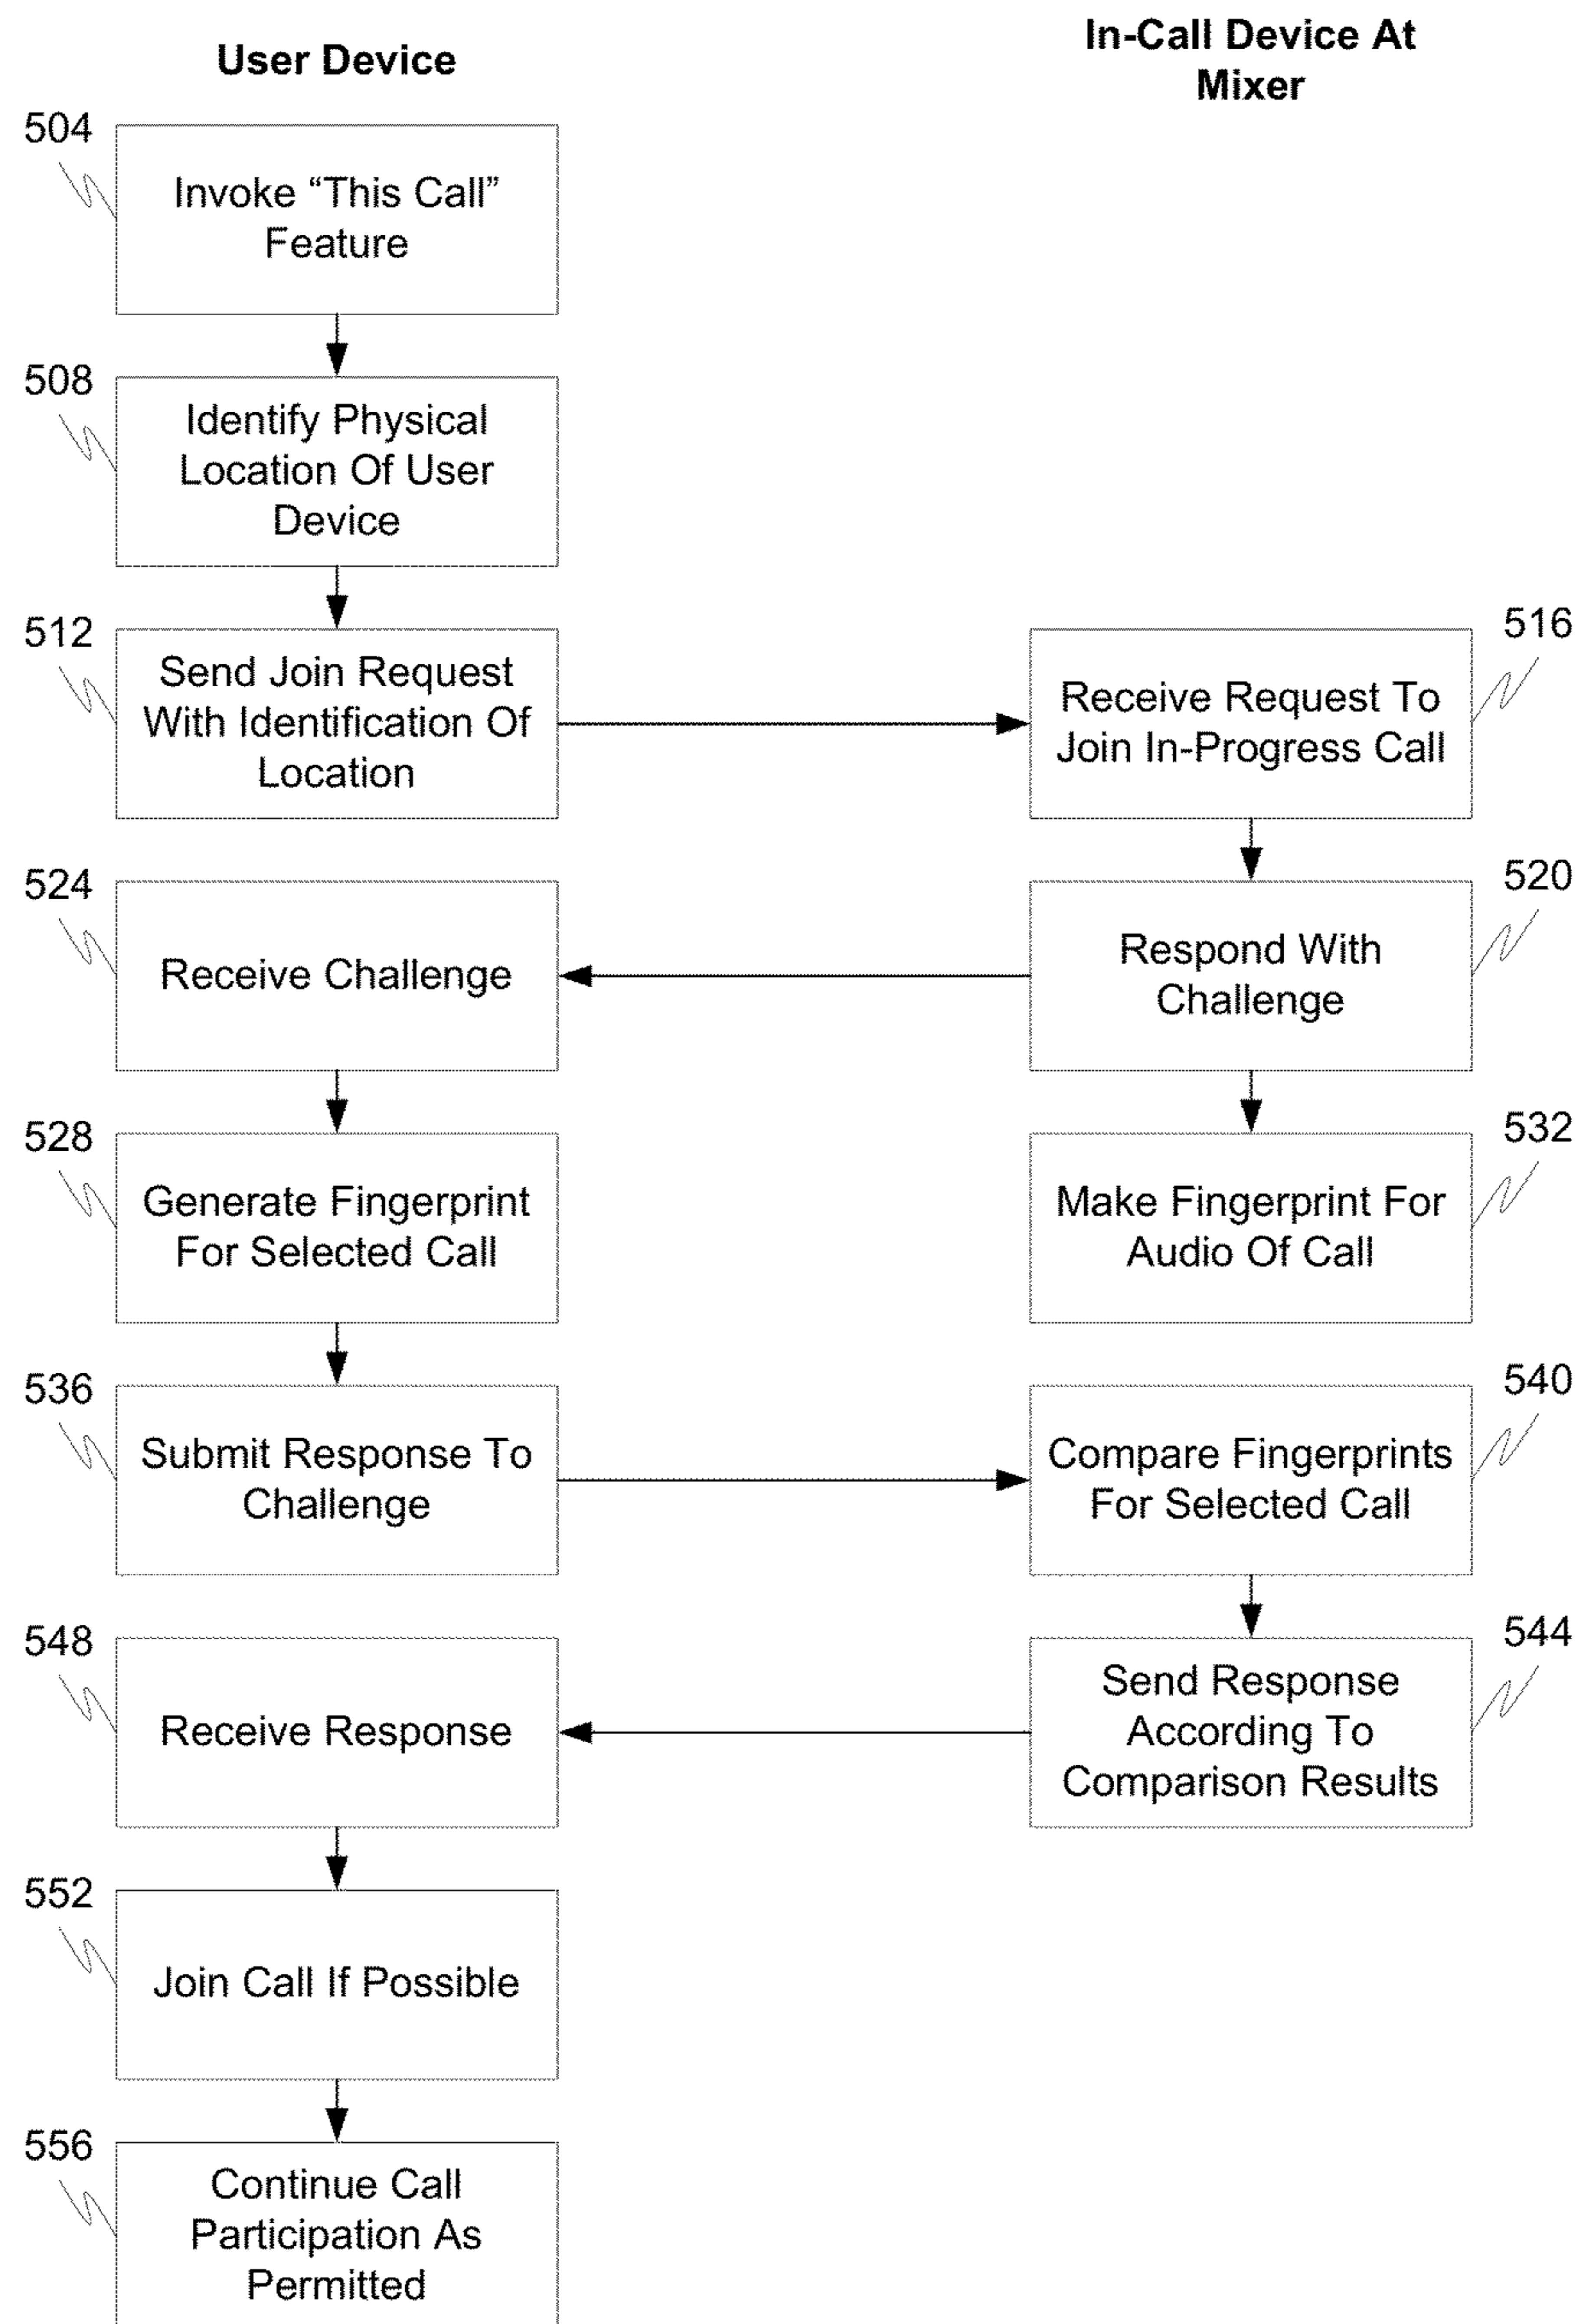 User Device
In-Call Device At
Mixer
504
Invoke “This Call”
Feature
508
Identify Physical
Location Of User
Device
512
Send Join Request
With Identification Of
Location
516
Receive Request To
Join In-Progress Call
524
Receive Challenge
520
Respond With
Challenge
528
Generate Fingerprint
For Selected Call
532
Make Fingerprint For
Audio Of Call
536
Submit Response To
Challenge
540
Compare Fingerprints
For Selected Call
548
Receive Response
544
Send Response
According To
Comparison Results
552
Join Call If Possible
556
Continue Call
Participation As
Permitted